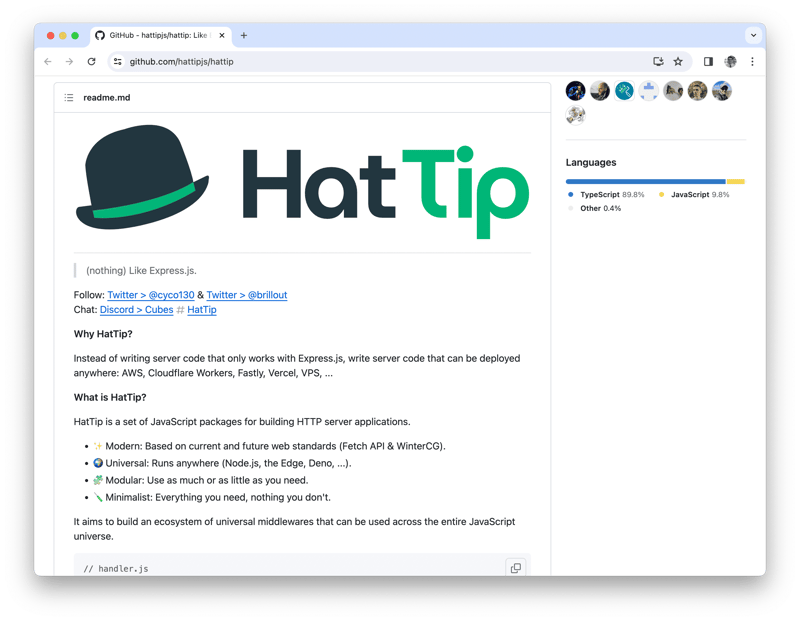 GitHub - hattipjs/hattip: Like
github.com/hattipjs/hattip
readme.md
HatTip
(nothing) Like Express.js.
Follow: Twitter > @cyco130 & Twitter > @brillout
Chat: Discord > Cubes # HatTip
Why HatTip?
Instead of writing server code that only works with Express.js, write server code that can be deployed
anywhere: AWS, Cloudflare Workers, Fastly, Vercel, VPS, ...
What is HatTip?
HatTip is a set of JavaScript packages for building HTTP server applications.
• ✨ Modern: Based on current and future web standards (Fetch API & WinterCG).
• 🌍 Universal: Runs anywhere (Node.js, the Edge, Deno, ...).
• 🍀 Modular: Use as much or as little as you need.
• 🪛 Minimalist: Everything you need, nothing you don't.
It aims to build an ecosystem of universal middlewares that can be used across the entire JavaScript
universe.
// handler.js
Languages
TypeScript 89.8% JavaScript 9.8%
Other 0.4%